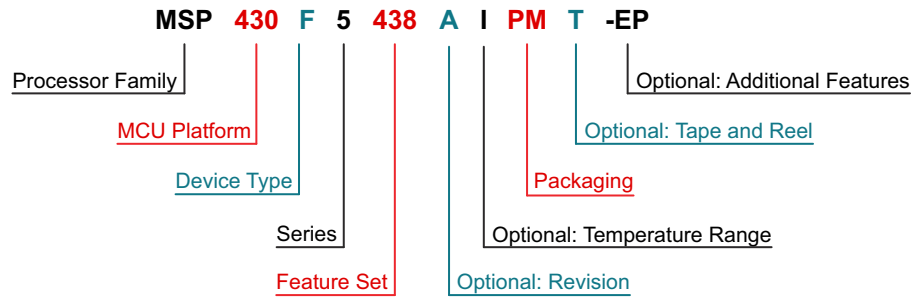 MSP 430 F 5 438 A I PM T -EP
Processor Family
Optional: Additional Features
MCU Platform
Optional: Tape and Reel
Device Type
Packaging
Series
Optional: Temperature Range
Feature Set
Optional: Revision